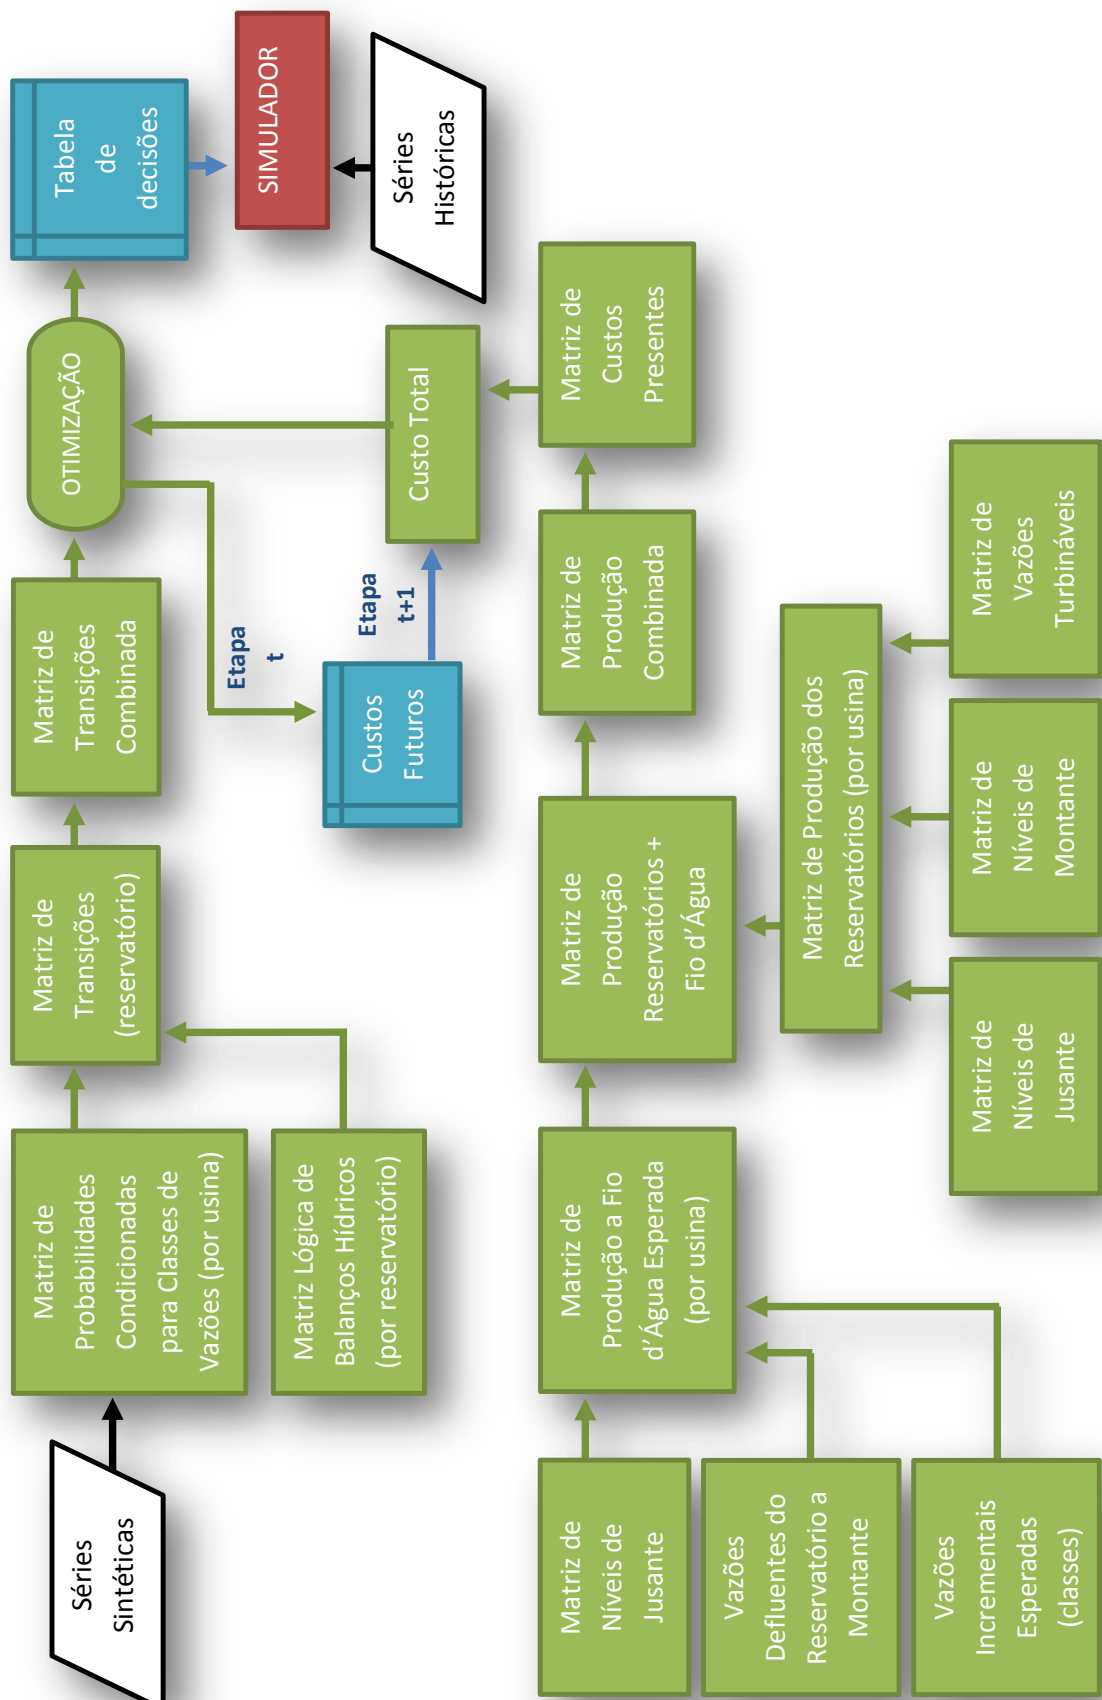 Séries
Sintéticas
Matriz de
Probabilidades
Condicionadas
para Classes de
Vazões (por usina)
Matriz Lógica de
Balanços Hídricos
(por reservatório)
Matriz de
Transições
(reservatório)
Matriz de
Transições
Combinada
OTIMIZAÇÃO
Tabela
de
decisões
SIMULADOR
Séries
Históricas
Etapa
t
Custos
Futuros
Etapa
t+1
Custo Total
Matriz de
Níveis de
Jusante
Vazões
Defluentes do
Reservatório a
Montante
Vazões
Incrementais
Esperadas
(classes)
Matriz de
Produção a Fio
d’Água Esperada
(por usina)
Matriz de
Produção
Reservatórios +
Fio d’Água
Matriz de
Produção
Combinada
Matriz de
Custos
Presentes
Matriz de Produção dos
Reservatórios (por usina)
Matriz de
Níveis de
Jusante
Matriz de
Níveis de
Montante
Matriz de
Vazões
Turbináveis